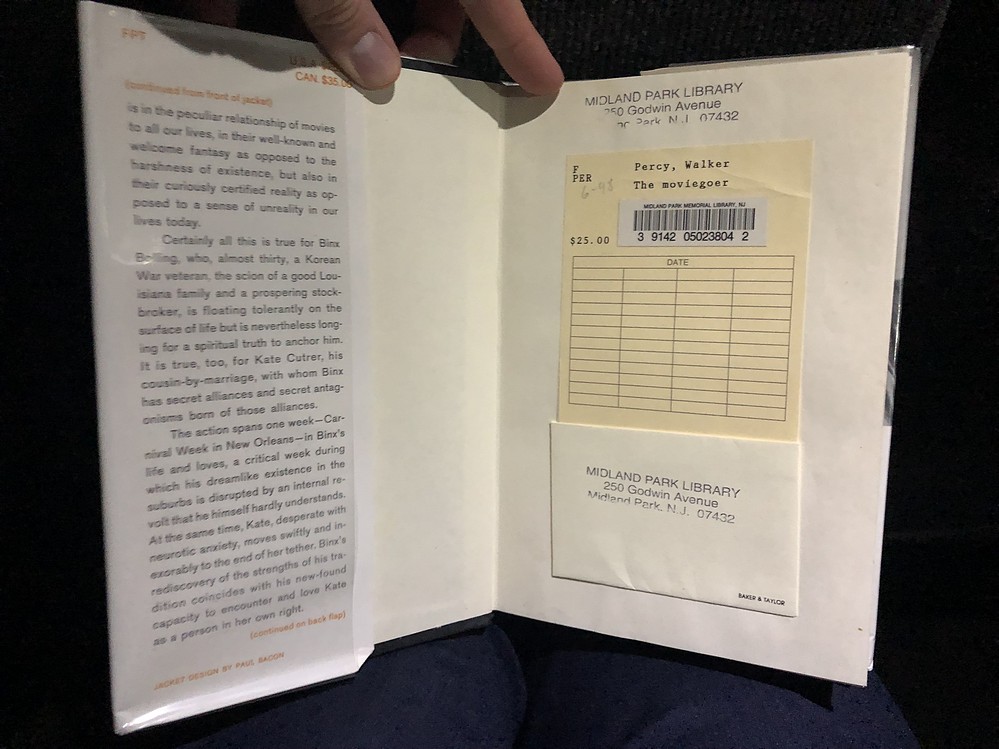 FPT
U.S.A.
CAN. $35.00
(continued from front of jacket)
is in the peculiar relationship of movies
to all our lives, in their well-known and
welcome fantasy as opposed to the
harshness of existence, but also in
their curiously certified reality as op-
posed to a sense of unreality in our
lives today.
Certainly all this is true for Binx
Bolling, who, almost thirty, a Korean
War veteran, the scion of a good Lou-
isiana family and a prospering stock-
broker, is floating tolerantly on the
surface of life but is nevertheless long-
ing for a spiritual truth to anchor him.
It is true, too, for Kate Cutrer, his
cousin-by-marriage, with whom Binx
has secret alliances and secret antag-
onisms born of those alliances.
The action spans one week—Car-
nival Week in New Orleans—in Binx's
life and loves, a critical week during
which his dreamlike existence in the
suburbs is disrupted by an internal re-
volt that he himself hardly understands.
At the same time, Kate, desperate with
neurotic anxiety, moves swiftly and in-
exorably to the end of her tether. Binx's
rediscovery of the strengths of his tra-
dition coincides with his new-found
capacity to encounter and love Kate
as a person in her own right.
(continued on back flap)
JACKET DESIGN BY PAUL BACON
MIDLAND PARK LIBRARY
250 Godwin Avenue
Park, N.J. 07432
F
PER
6-98
Percy, Walker
The moviegoer
MIDLAND PARK MEMORIAL LIBRARY, NJ
3 9142 05023804 2
$25.00
DATE
MIDLAND PARK LIBRARY
250 Godwin Avenue
Midland Park, N.J. 07432
BAKER & TAYLOR